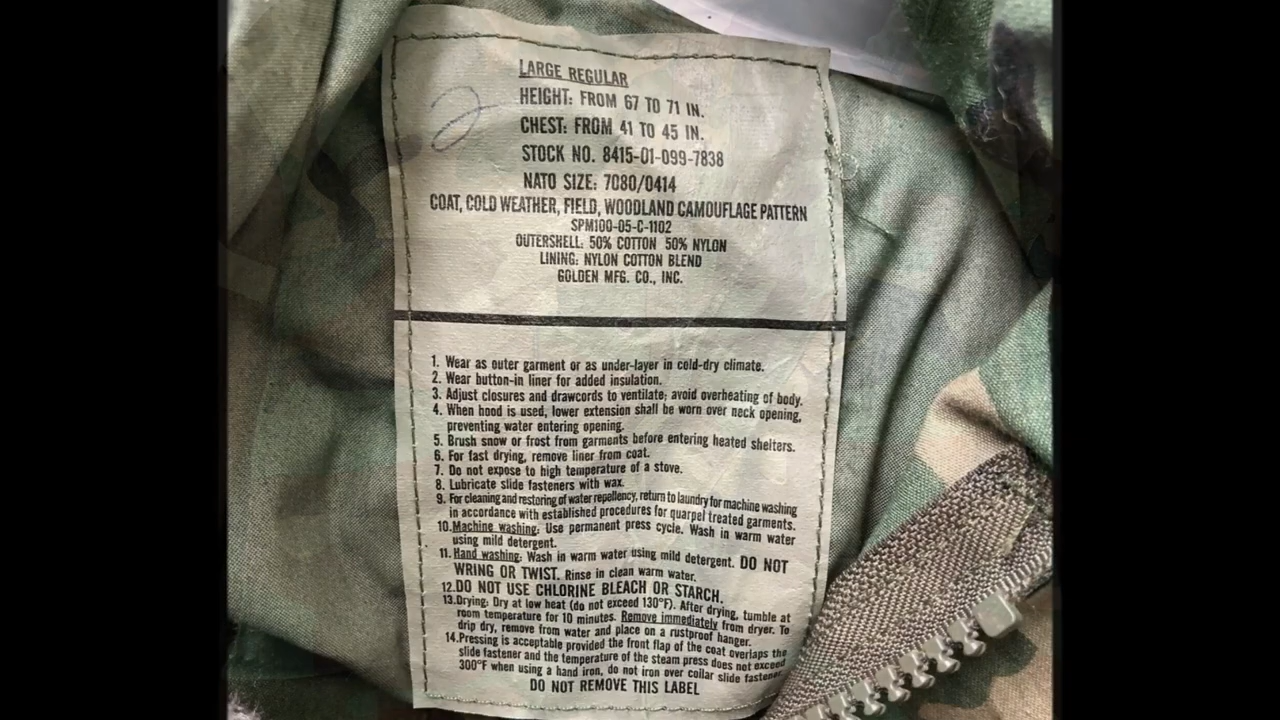 LARGE REGULAR
HEIGHT: FROM 67 TO 71 IN.
2
CHEST: FROM 41 TO 45 IN.
STOCK NO. 8415-01-099-7838
NATO SIZE: 7080/0414
COAT, COLD WEATHER, FIELD, WOODLAND CAMOUFLAGE PATTERN
SPM100-05-C-1102
OUTERSHELL: 50% COTTON 50% NYLON
LINING: NYLON COTTON BLEND
GOLDEN MFG. CO., INC.
1. Wear as outer garment or as under-layer in cold-dry climate.
2. Wear button-in liner for added insulation.
3. Adjust closures and drawcords to ventilate; avoid overheating of body.
4. When hood is used, lower extension shall be worn over neck opening,
preventing water entering opening.
5. Brush snow or frost from garments before entering heated shelters.
6. For fast drying, remove liner from coat.
7. Do not expose to high temperature of a stove.
8. Lubricate slide fasteners with wax.
9. For cleaning and restoring of water repellency, return to laundry for machine washing
in accordance with established procedures for quarpel treated garments.
10. Machine washing: Use permanent press cycle. Wash in warm water
using mild detergent.
11. Hand washing: Wash in warm water using mild detergent. DO NOT
WRING OR TWIST. Rinse in clean warm water.
12. DO NOT USE CHLORINE BLEACH OR STARCH.
13. Drying: Dry at low heat (do not exceed 130°F). After drying, tumble at
room temperature for 10 minutes. Remove immediately from dryer. To
drip dry, remove from water and place on a rustproof hanger.
14. Pressing is acceptable provided the front flap of the coat overlaps the
slide fastener and the temperature of the steam press does not exceed
300°F when using a hand iron, do not iron over collar slide fastener.
DO NOT REMOVE THIS LABEL